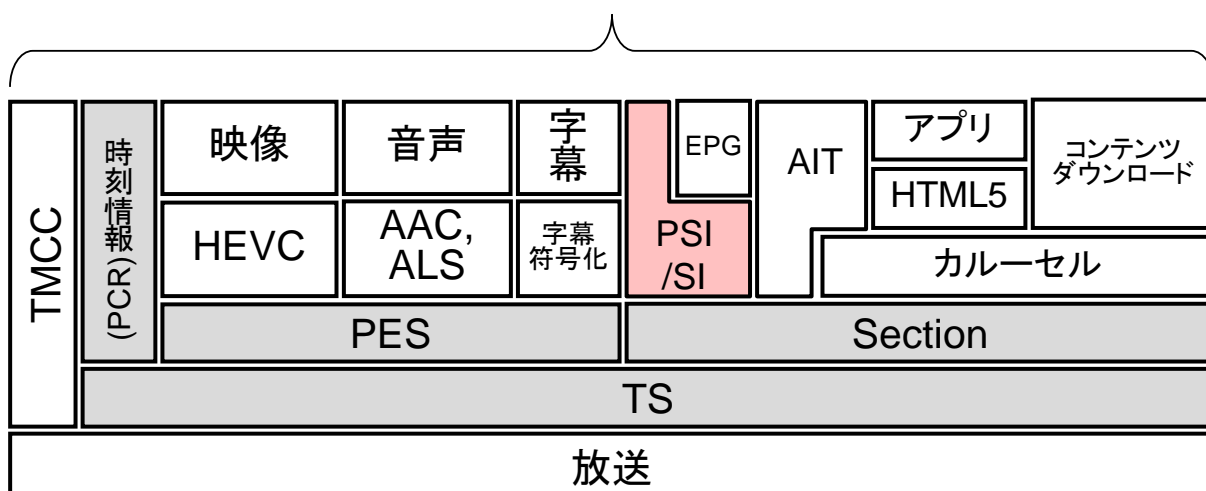 TMCC
時刻情報
(PCR)
映像
音声
字
幕
EPG
AIT
アプリ
コンテンツ
ダウンロード
HTML5
HEVC
AAC,
ALS
字幕
符号化
PSI
/SI
カルーセル
PES
Section
TS
放送